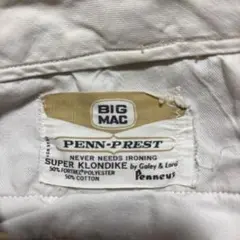 BIG
MAC
PENN-PREST
NEVER NEEDS IRONING
SUPER KLONDIKE by Galey & Lord
50% FORTREL® POLYESTER
50% COTTON
Penneys